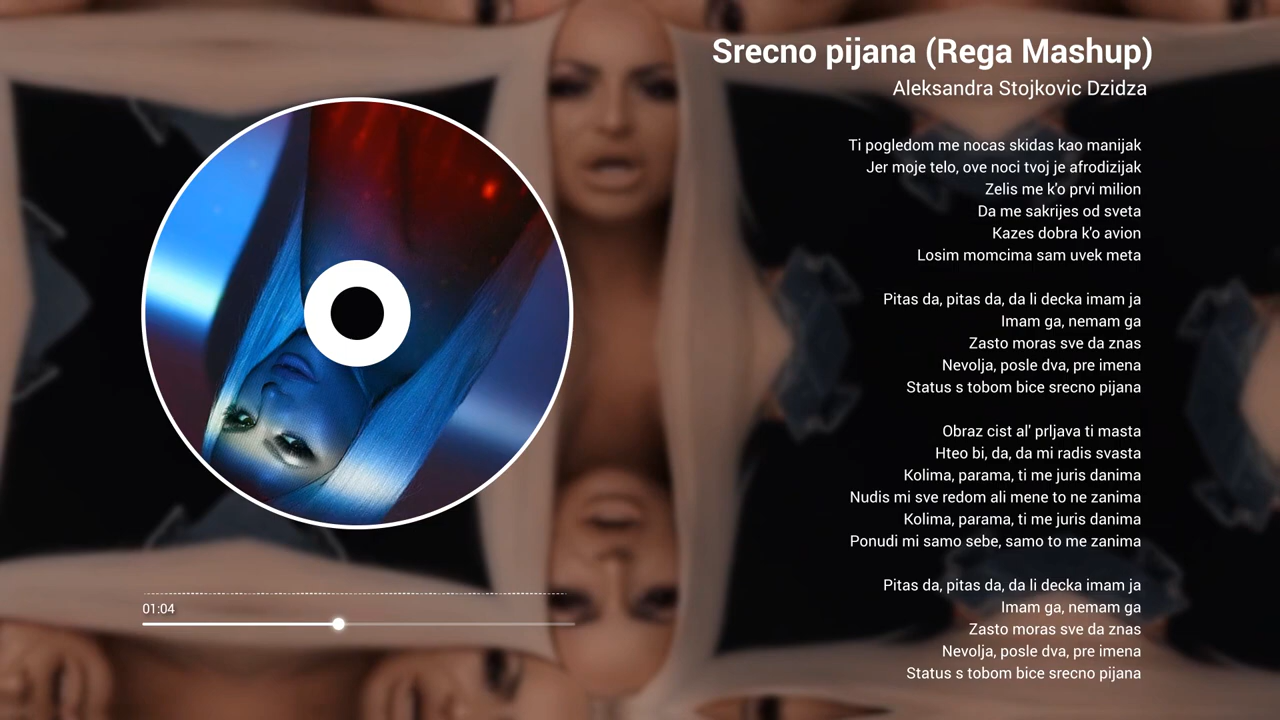 Srecno pijana (Rega Mashup)
Aleksandra Stojkovic Dzidza
Ti pogledom me nocas skidas kao manijak
Jer moje telo, ove noci tvoj je afrodizijak
Zelis me k'o prvi milion
Da me sakrijes od sveta
Kazes dobra k'o avion
Losim momcima sam uvek meta
Pitas da, pitas da, da li decka imam ja
Imam ga, nemam ga
Zasto moras sve da znas
Nevolja, posle dva, pre imena
Status s tobom bice srecno pijana
Obraz cist al' prljava ti masta
Hteo bi, da, da mi radis svasta
Kolima, parama, ti me juris danima
Nudis mi sve redom ali mene to ne zanima
Kolima, parama, ti me juris danima
Ponudi mi samo sebe, samo to me zanima
Pitas da, pitas da, da li decka imam ja
Imam ga, nemam ga
Zasto moras sve da znas
Nevolja, posle dva, pre imena
Status s tobom bice srecno pijana
01:04